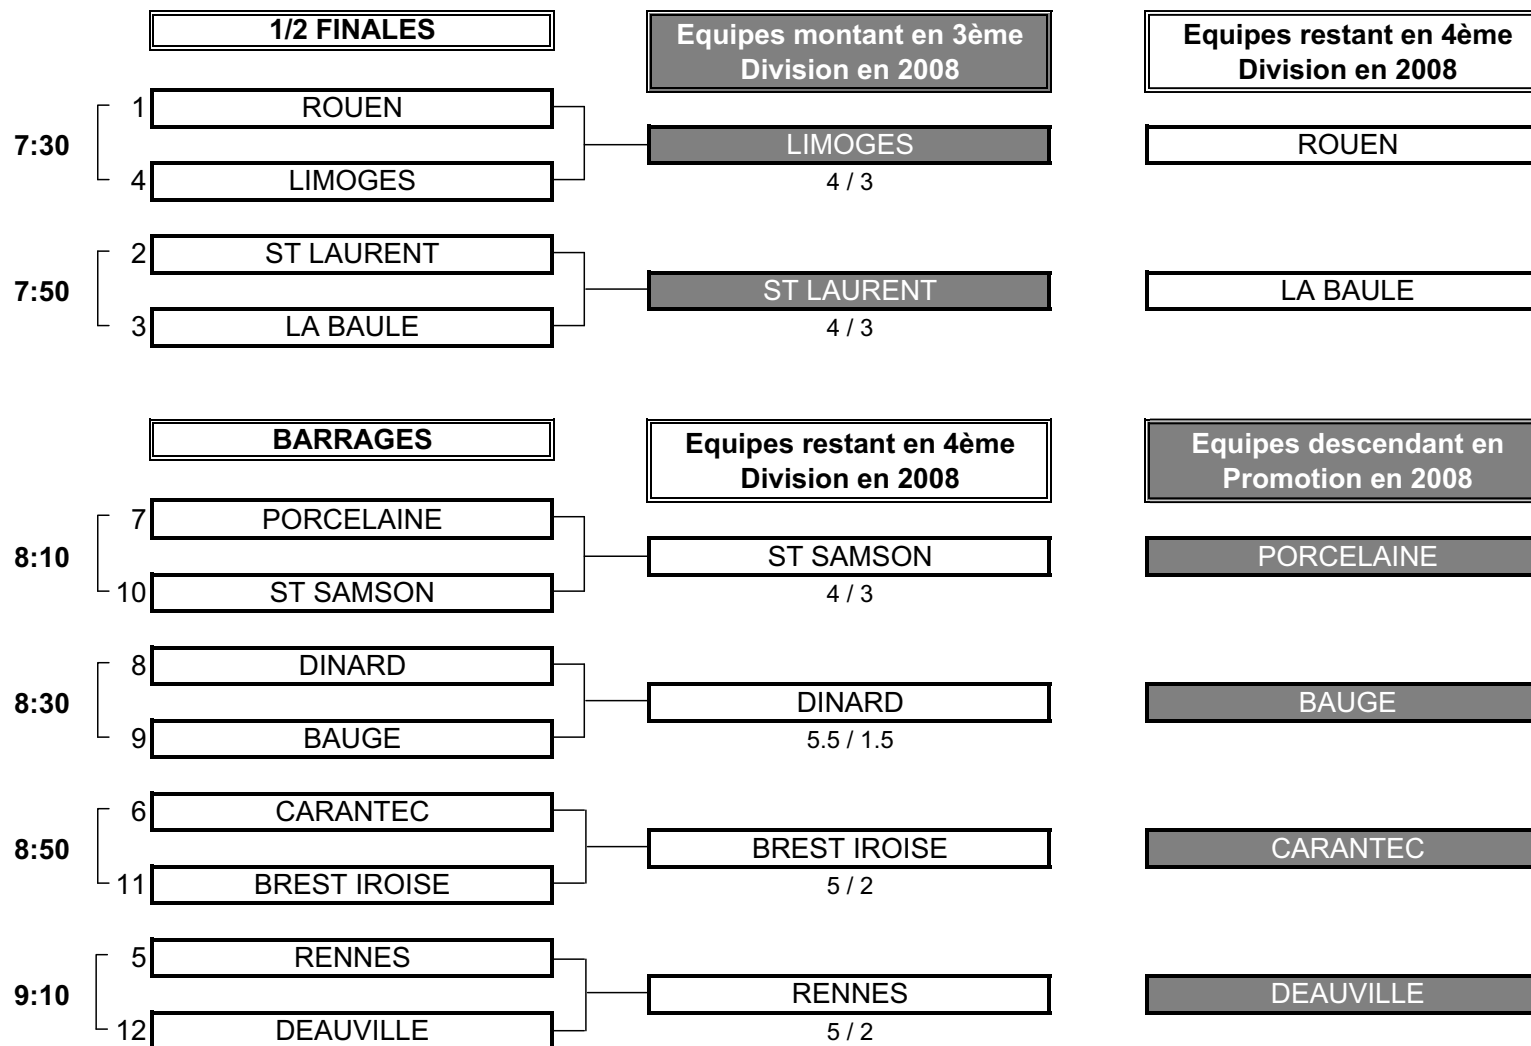 1/2 FINALES
Equipes montant en 3ème
Division en 2008
Equipes restant en 4ème
Division en 2008
1 ROUEN
7:30 LIMOGES ROUEN
4 LIMOGES 4 / 3
2 ST LAURENT
7:50 ST LAURENT LA BAULE
3 LA BAULE 4 / 3
BARRAGES
Equipes restant en 4ème
Division en 2008
Equipes descendant en
Promotion en 2008
7 PORCELAINE
8:10 ST SAMSON PORCELAINE
10 ST SAMSON 4 / 3
8 DINARD
8:30 DINARD BAUGE
9 BAUGE 5.5 / 1.5
6 CARANTEC
8:50 BREST IROISE CARANTEC
11 BREST IROISE 5 / 2
5 RENNES
9:10 RENNES DEAUVILLE
12 DEAUVILLE 5 / 2